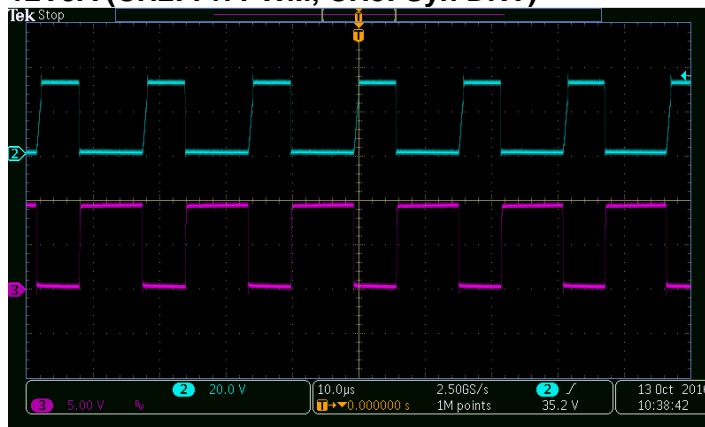 Tek Stop
T
T
2
3
2 20.0 V
3 5.00 V
10.0µs
T→▼0.000000 s
2.50GS/s
1M points
2 ∫
35.2 V
13 Oct 201
10:38:42